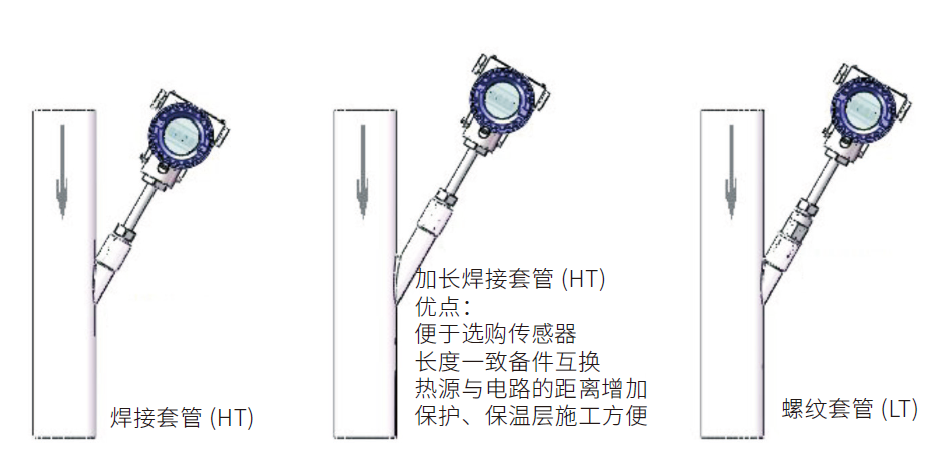 加长焊接套管 (HT)
优点：
便于选购传感器
长度一致备件互换
热源与电路的距离增加
保护、保温层施工方便
焊接套管 (HT)
螺纹套管 (LT)